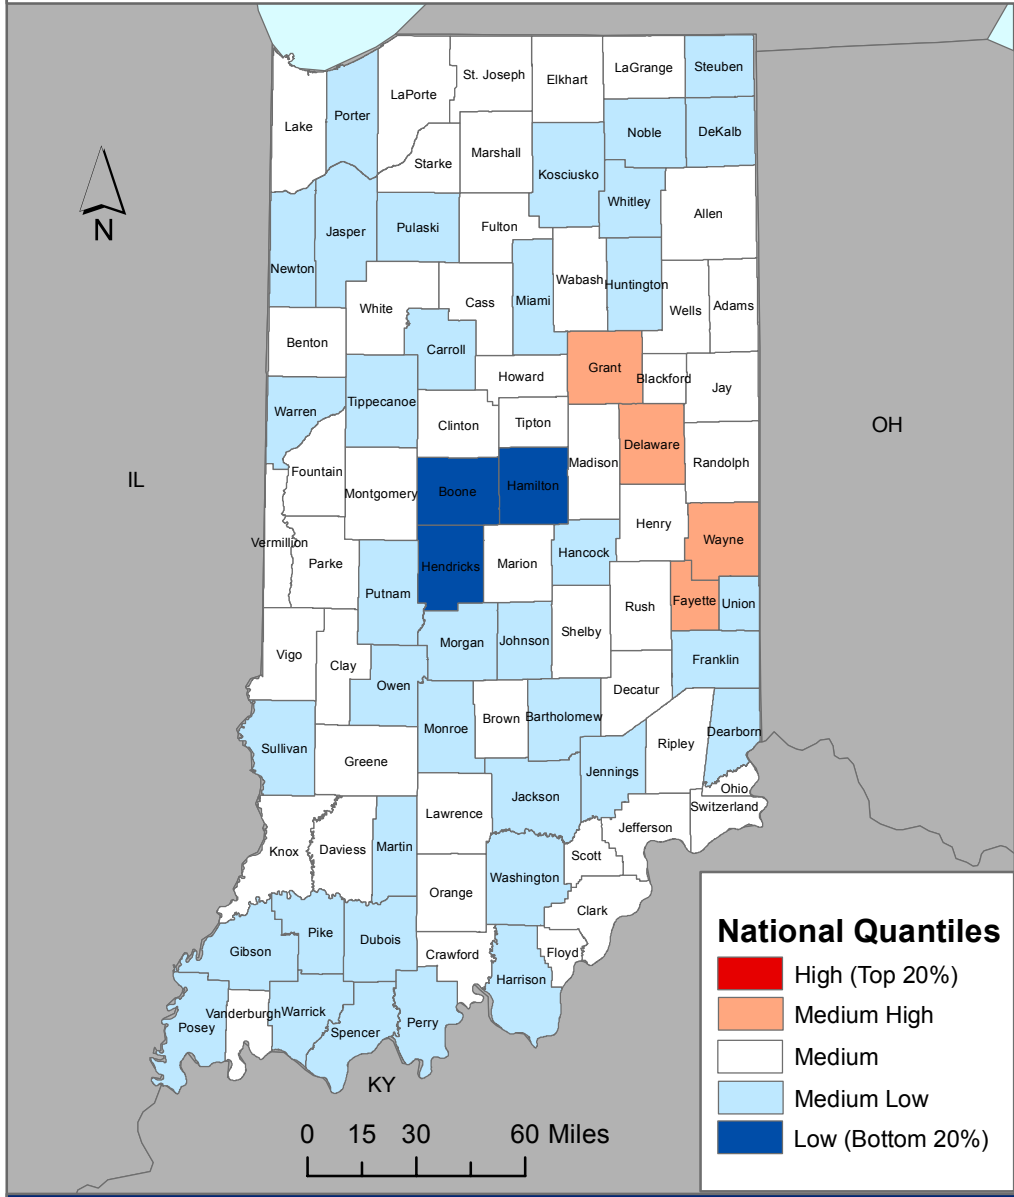 Steuben
LaGrange
St. Joseph
Elkhart
LaPorte
Porter
Lake
Noble
DeKalb
Marshall
Starke
Kosciusko
Whitley
Allen
Fulton
Pulaski
Jasper
Newton
Wabash
Huntington
Miami
Cass
White
Wells
Adams
Benton
Carroll
Grant
Howard
Blackford
Jay
Warren
Tippecanoe
Clinton
Tipton
OH
Delaware
Madison
Randolph
Fountain
IL
Montgomery
Boone
Hamilton
Henry
Wayne
Vermillion
Parke
Hendricks
Marion
Hancock
Putnam
Rush
Fayette
Union
Shelby
Morgan
Johnson
Vigo
Clay
Franklin
Owen
Decatur
Monroe
Brown
Bartholomew
Dearborn
Ripley
Sullivan
Greene
Jennings
Ohio
Jackson
Switzerland
Lawrence
Jefferson
Knox
Daviess
Martin
Scott
Washington
Orange
Clark
Pike
Dubois
Gibson
Crawford
Floyd
Harrison
Vanderburgh
Warrick
Posey
Spencer
Perry
KY
N
National Quantiles
High (Top 20%)
Medium High
Medium
Medium Low
Low (Bottom 20%)
0 15 30 60 Miles